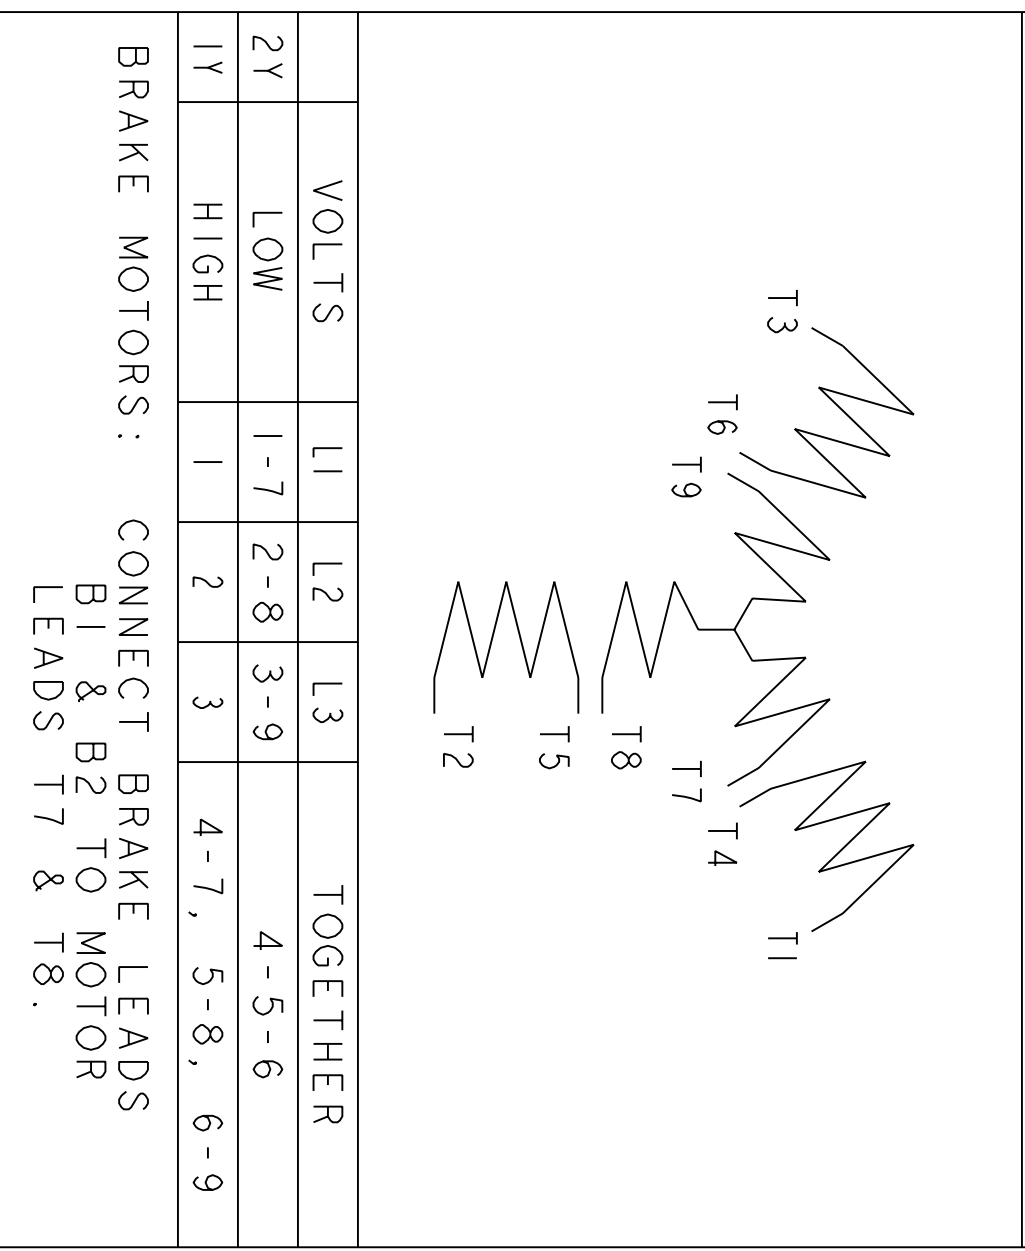 T1
T4
T7
T3
T6
T9
T8
T5
T2
VOLTS L1 L2 L3 TOGETHER
2Y LOW 1-7 2-8 3-9 4-5-6
1Y HIGH 1 2 3 4-7, 5-8, 6-9
BRAKE MOTORS: CONNECT BRAKE LEADS
B1 & B2 TO MOTOR
LEADS T7 & T8.